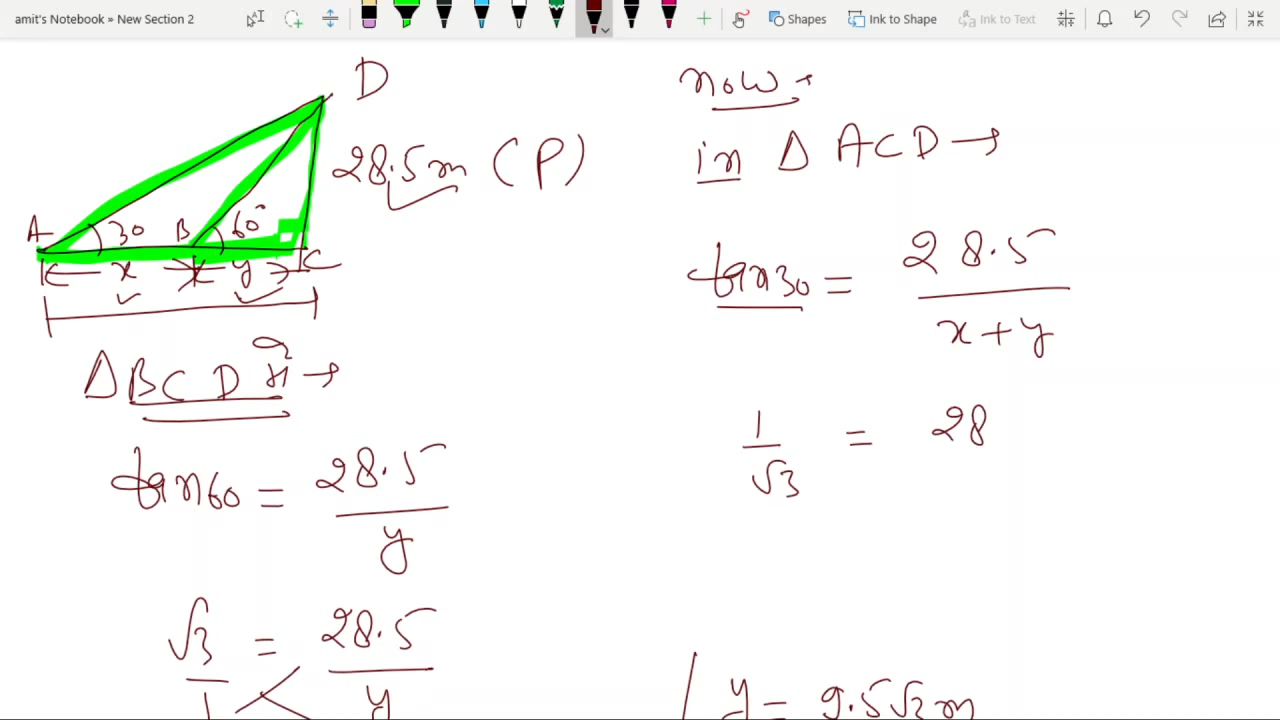 amit's Notebook » New Section 2
Shapes
Ink to Shape
Ink to Text
D
28.5m (P)
A 30 B 60° C
x y
Δ BCD में →
tan60 = 28.5 / y
√3 / 1 = 28.5 / y
now →
in Δ ACD →
tan30 = 28.5 / x + y
1 / √3 = 28
y = 9.5√3 m